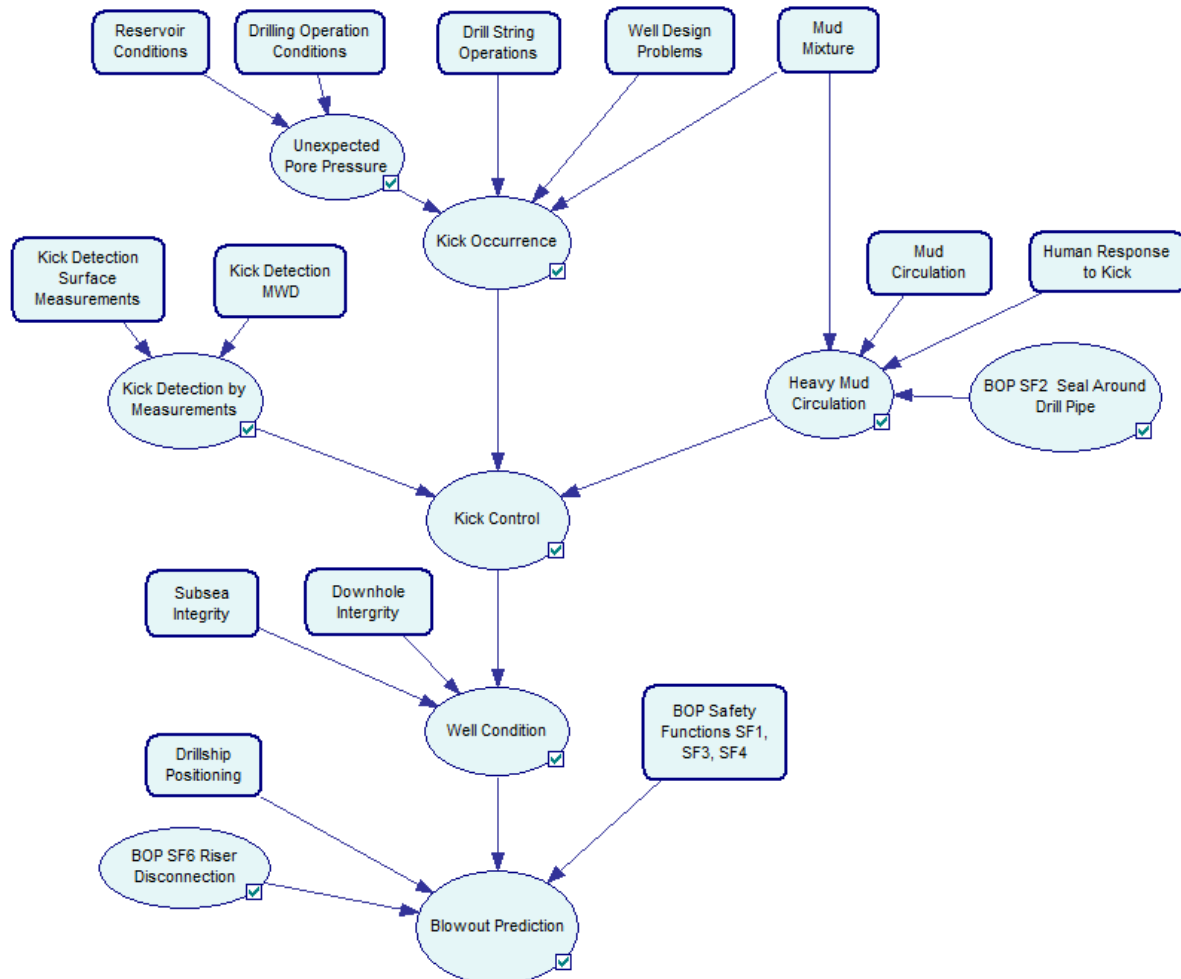 Reservoir
Conditions
Drilling Operation
Conditions
Drill String
Operations
Well Design
Problems
Mud
Mixture
Unexpected
Pore Pressure
Kick Occurrence
Kick Detection
Surface
Measurements
Kick Detection
MWD
Mud
Circulation
Human Response
to Kick
Kick Detection by
Measurements
Heavy Mud
Circulation
BOP SF2 Seal Around
Drill Pipe
Kick Control
Subsea
Integrity
Downhole
Intergrity
Well Condition
BOP Safety
Functions SF1,
SF3, SF4
Drillship
Positioning
BOP SF6 Riser
Disconnection
Blowout Prediction